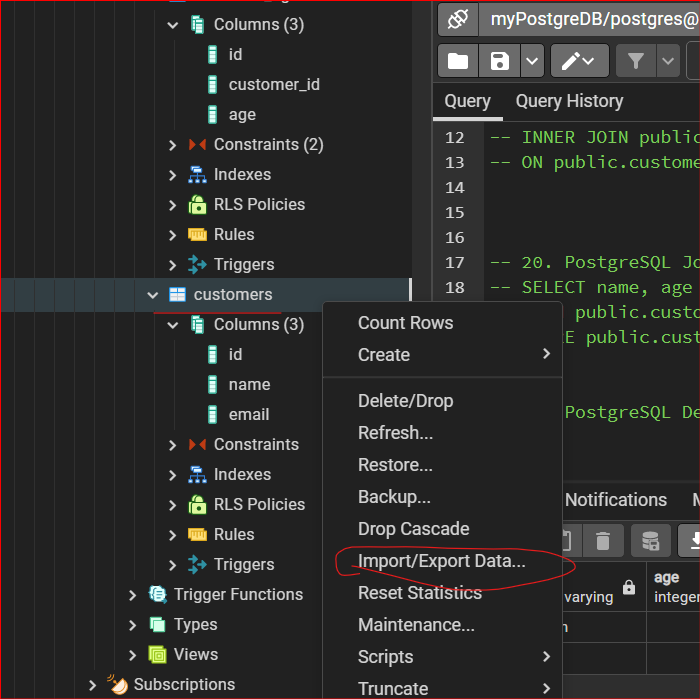 Columns (3)
id
customer_id
age
Constraints (2)
Indexes
RLS Policies
Rules
Triggers
customers
Columns (3)
id
name
email
Constraints
Indexes
RLS Policies
Rules
Triggers
Trigger Functions
Types
Views
Subscriptions
Count Rows
Create
Delete/Drop
Refresh...
Restore...
Backup...
Drop Cascade
Import/Export Data...
Reset Statistics
Maintenance...
Scripts
Truncate
myPostgreDB/postgres@
Query Query History
12 -- INNER JOIN public
13 -- ON public.custome
14
15
16
17 -- 20. PostgreSQL Jo
18 -- SELECT name, age
public.custo
E public.cust
PostgreSQL De
Notifications
varying
age
integer